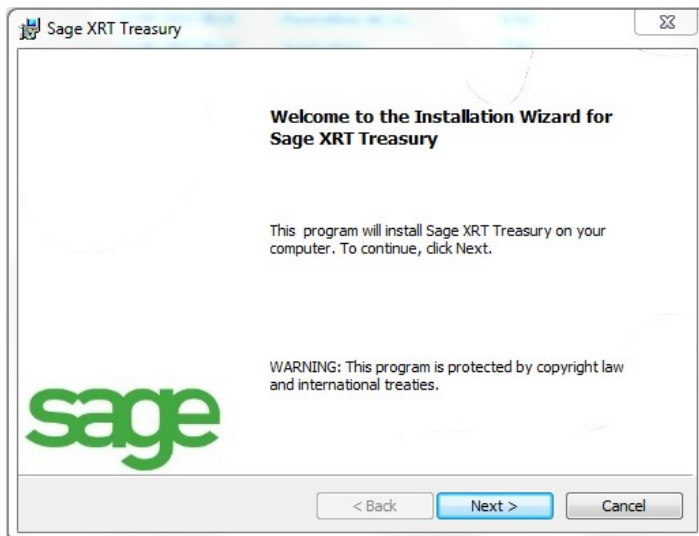 Sage XRT Treasury
Welcome to the Installation Wizard for
Sage XRT Treasury
This  program will install Sage XRT Treasury on your
computer. To continue, click Next.
WARNING: This program is protected by copyright law
and international treaties.
sage
< Back
Next >
Cancel